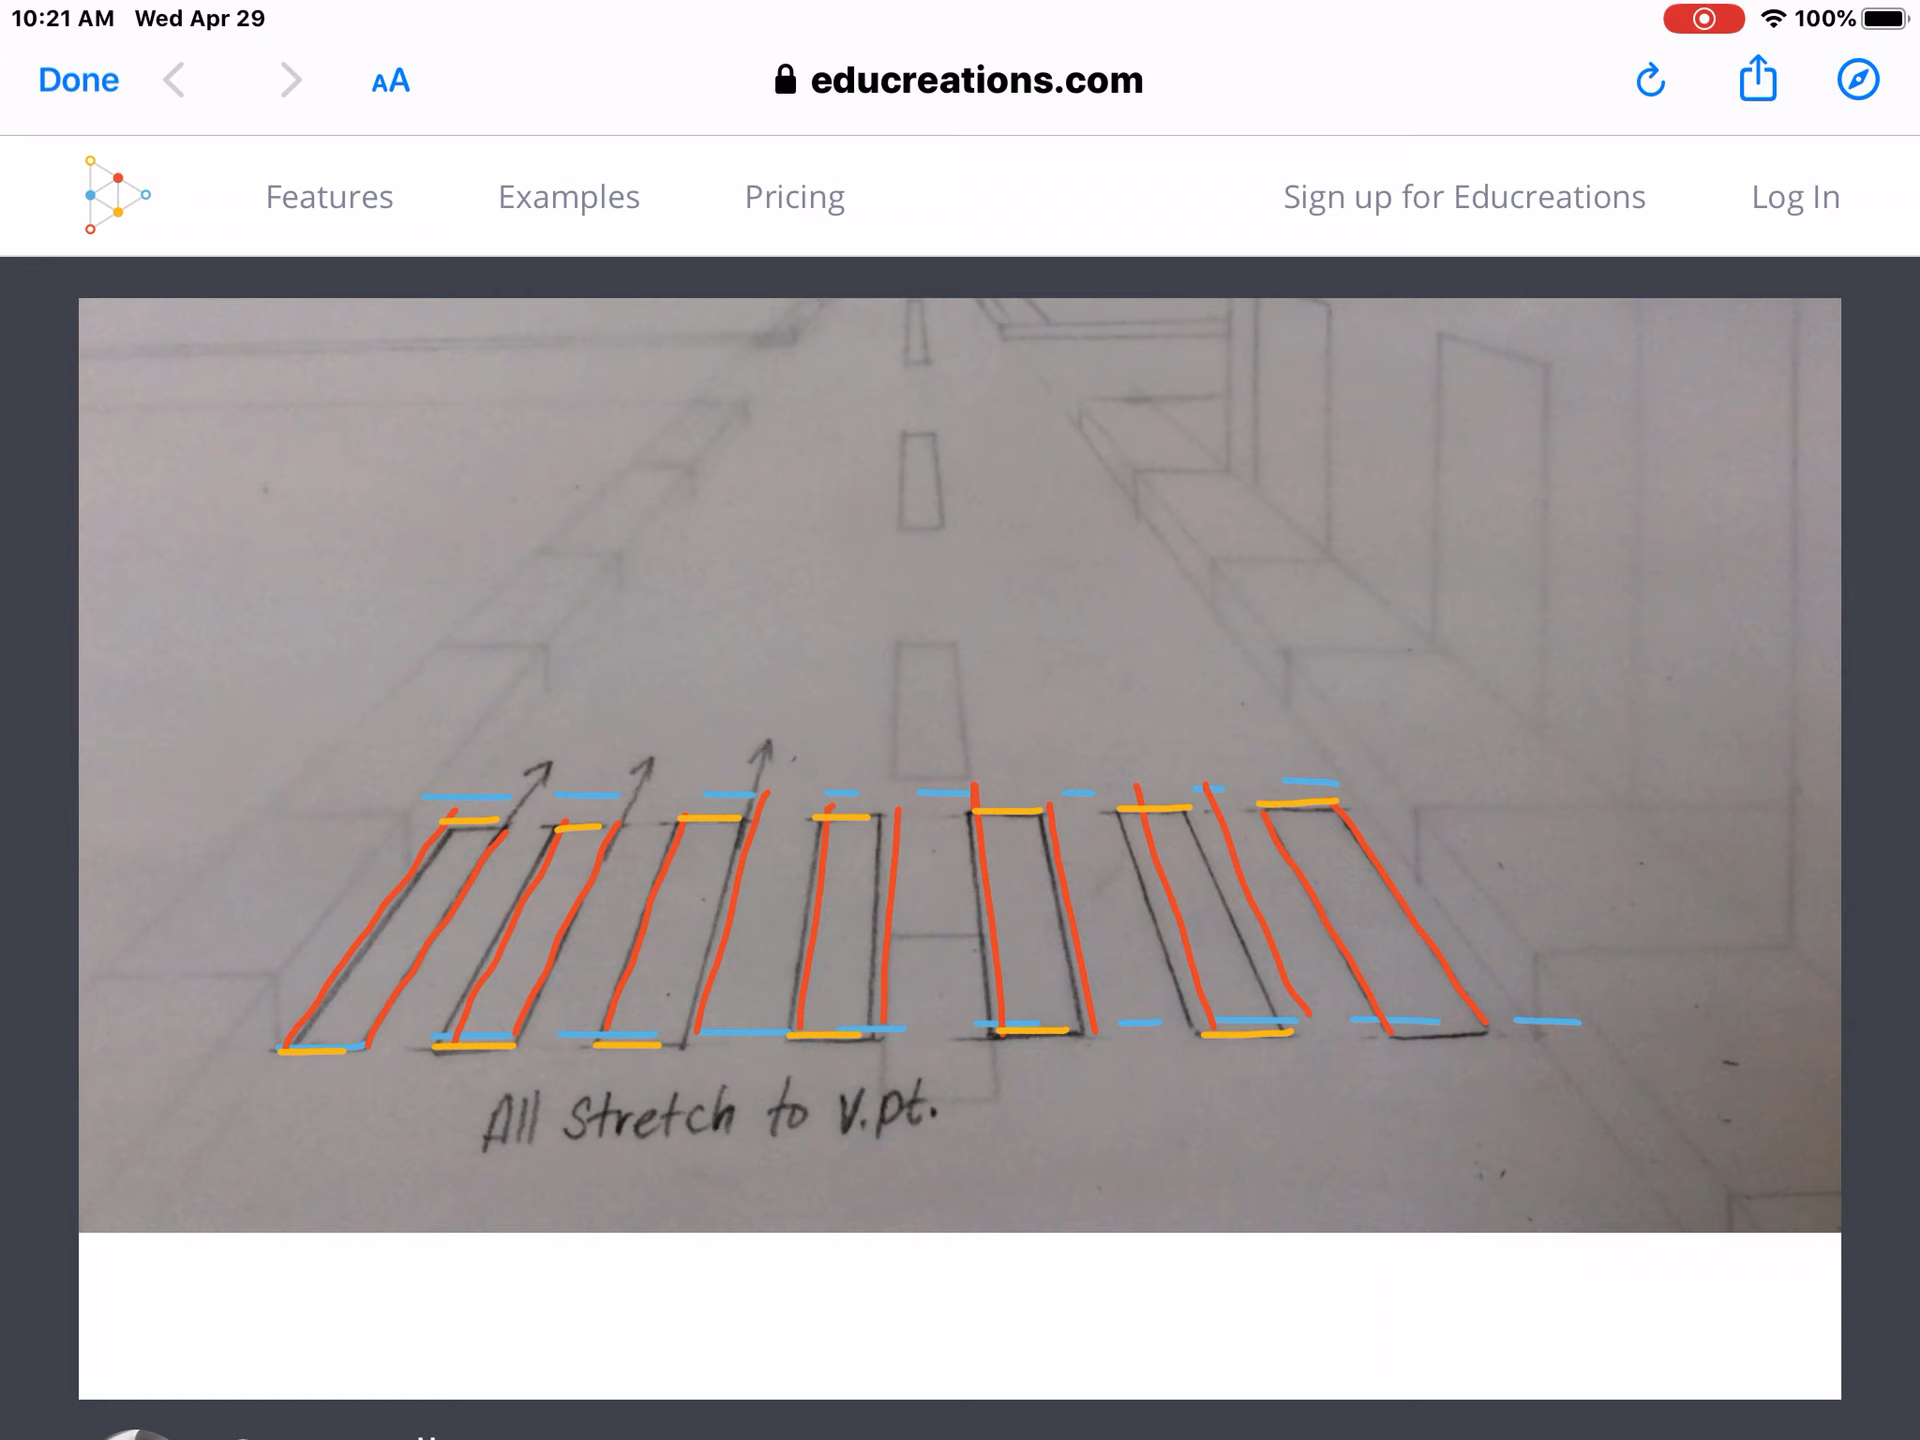 10:21 AM Wed Apr 29
100%
Done
AA
educreations.com
Features
Examples
Pricing
Sign up for Educreations
Log In
All Stretch to V.pt.